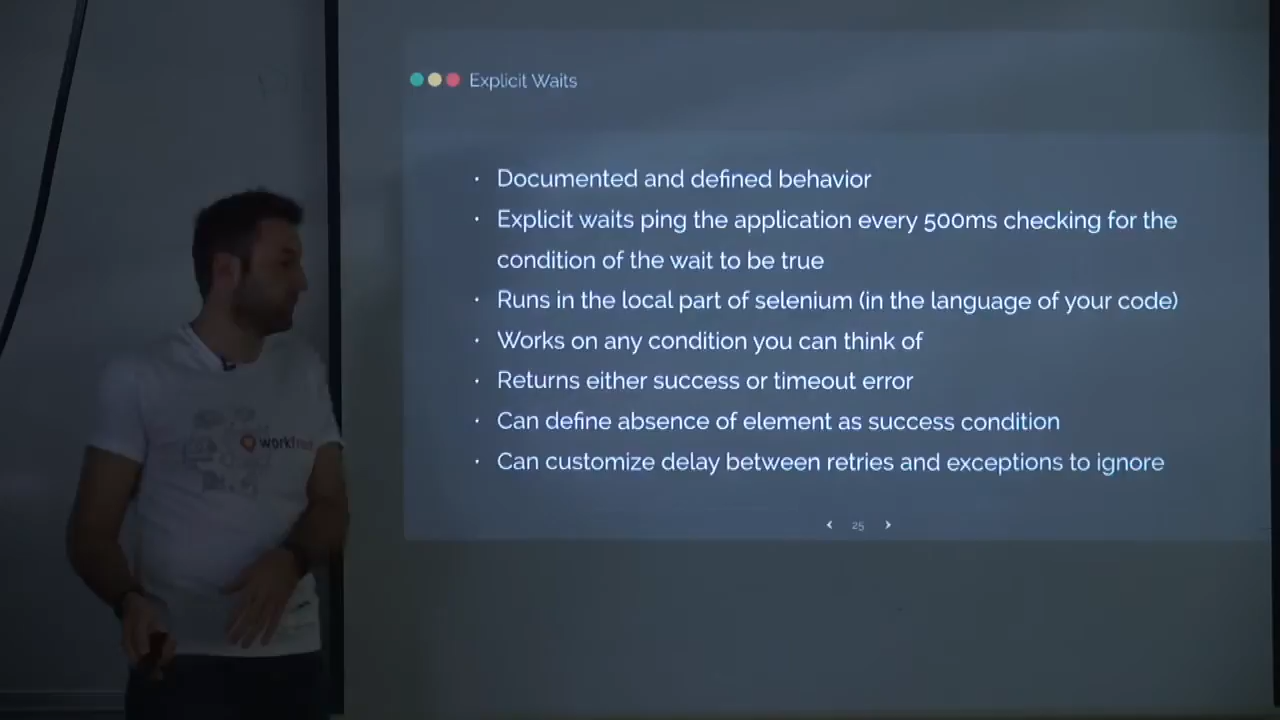 Explicit Waits
· Documented and defined behavior
· Explicit waits ping the application every 500ms checking for the
condition of the wait to be true
· Runs in the local part of selenium (in the language of your code)
· Works on any condition you can think of
· Returns either success or timeout error
· Can define absence of element as success condition
· Can customize delay between retries and exceptions to ignore
25